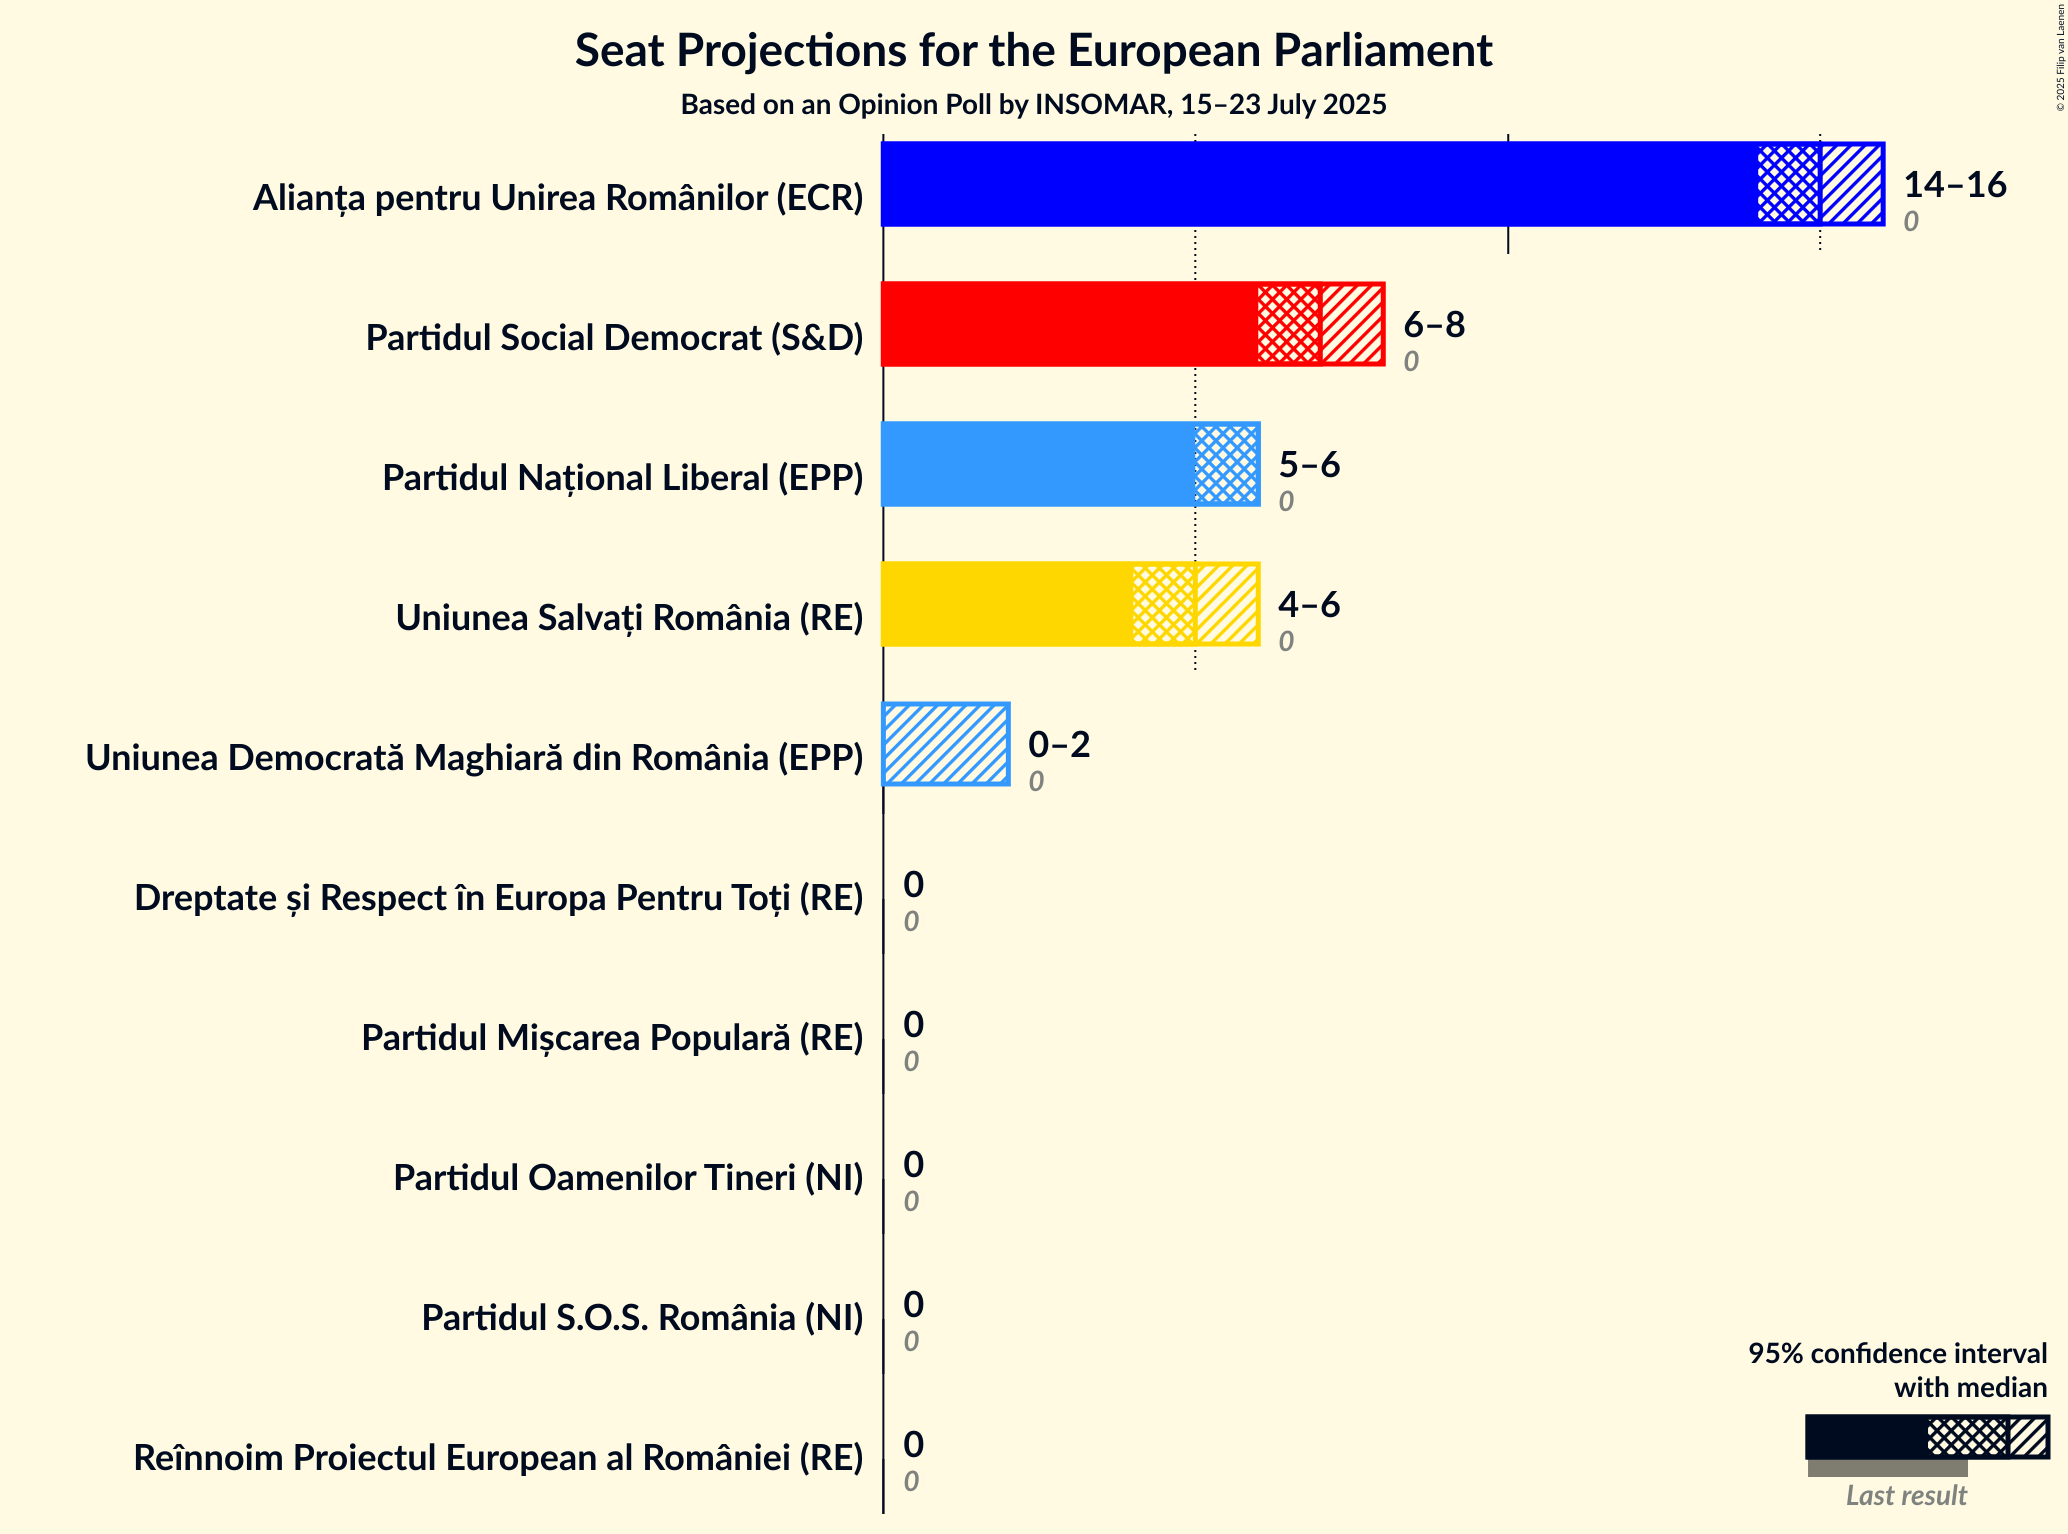 Seat Projections for the European Parliament
Based on an Opinion Poll by INSOMAR, 15–23 July 2025
© 2025 Filip van Laenen
Alianța pentru Unirea Românilor (ECR)
14–16
0
Partidul Social Democrat (S&D)
6–8
0
Partidul Național Liberal (EPP)
5–6
0
Uniunea Salvați România (RE)
4–6
0
Uniunea Democrată Maghiară din România (EPP)
0–2
0
Dreptate și Respect în Europa Pentru Toți (RE)
0
0
Partidul Mișcarea Populară (RE)
0
0
Partidul Oamenilor Tineri (NI)
0
0
Partidul S.O.S. România (NI)
0
0
Reînnoim Proiectul European al României (RE)
0
0
95% confidence interval
with median
Last result